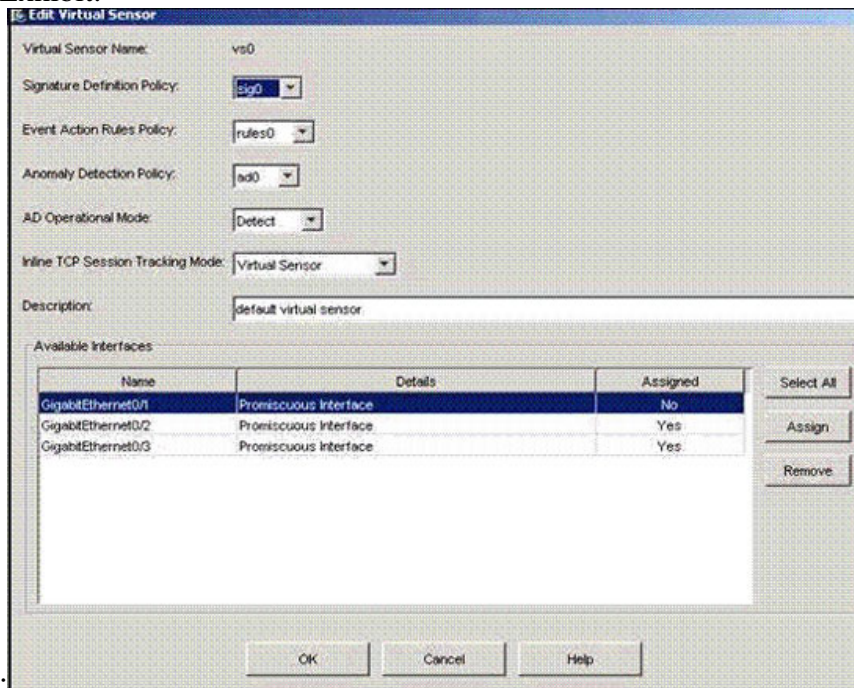 Edit Virtual Sensor
Virtual Sensor Name: vs0
Signature Definition Policy: sig0
Event Action Rules Policy: rules0
Anomaly Detection Policy: ad0
AD Operational Mode: Detect
Inline TCP Session Tracking Mode: Virtual Sensor
Description: default virtual sensor
Available Interfaces
Name Details Assigned
GigabitEthernet0/1 Promiscuous Interface No
GigabitEthernet0/2 Promiscuous Interface Yes
GigabitEthernet0/3 Promiscuous Interface Yes
Select All
Assign
Remove
OK Cancel Help